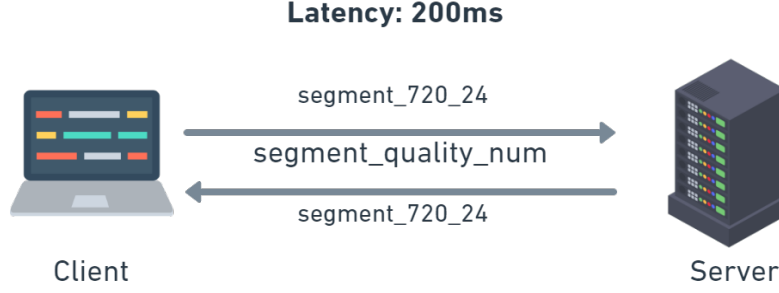 Latency: 200ms
segment_720_24
segment_quality_num
segment_720_24
Client
Server